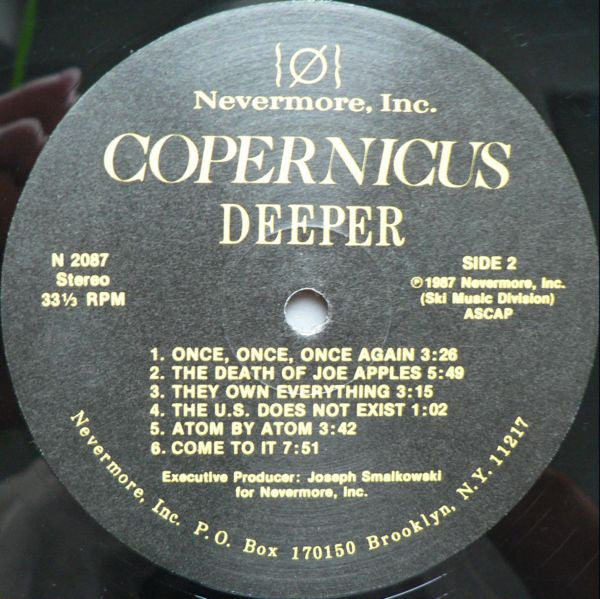 {Ø}
Nevermore, Inc.
COPERNICUS
DEEPER
N 2087
Stereo
33⅓ RPM
SIDE 2
℗1987 Nevermore, Inc.
(Ski Music Division)
ASCAP
1. ONCE, ONCE, ONCE AGAIN 3:26
2. THE DEATH OF JOE APPLES 5:49
3. THEY OWN EVERYTHING 3:15
4. THE U.S. DOES NOT EXIST 1:02
5. ATOM BY ATOM 3:42
6. COME TO IT 7:51
Executive Producer: Joseph Smalkowski
for Nevermore, Inc.
Nevermore, Inc. P.O. Box 170150 Brooklyn, N.Y. 11217